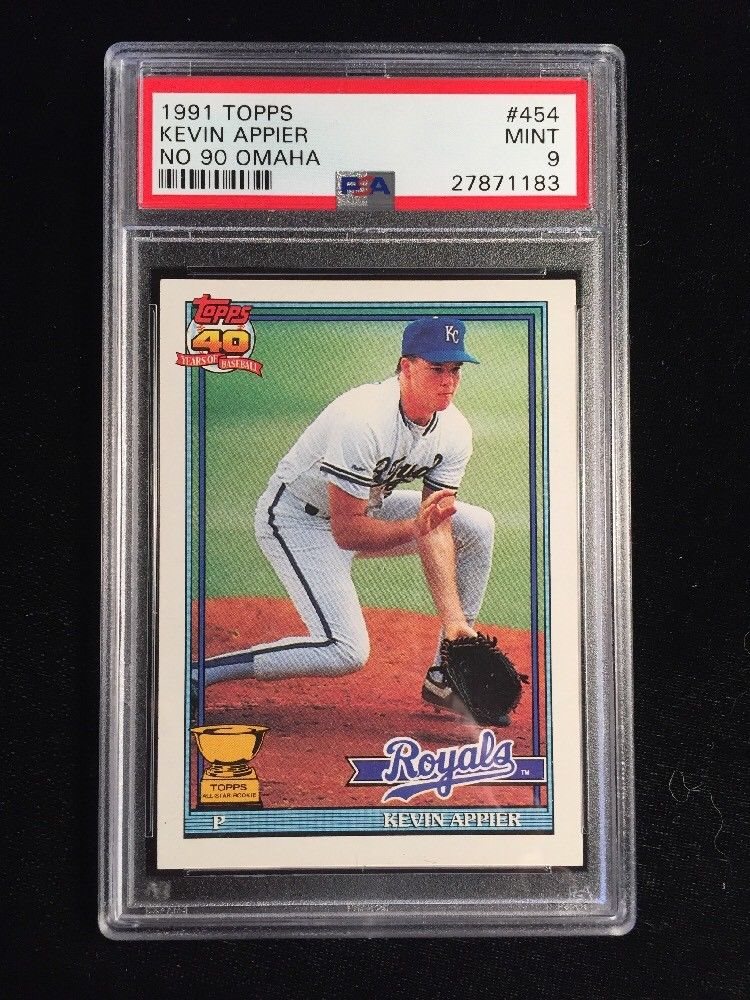 1991 TOPPS #454
KEVIN APPIER MINT
NO 90 OMAHA 9
PSA 27871183
TOPPS
40
YEARS OF BASEBALL
KC
Royals
TOPPS
ALL-STAR ROOKIE
Royals™
P KEVIN APPIER